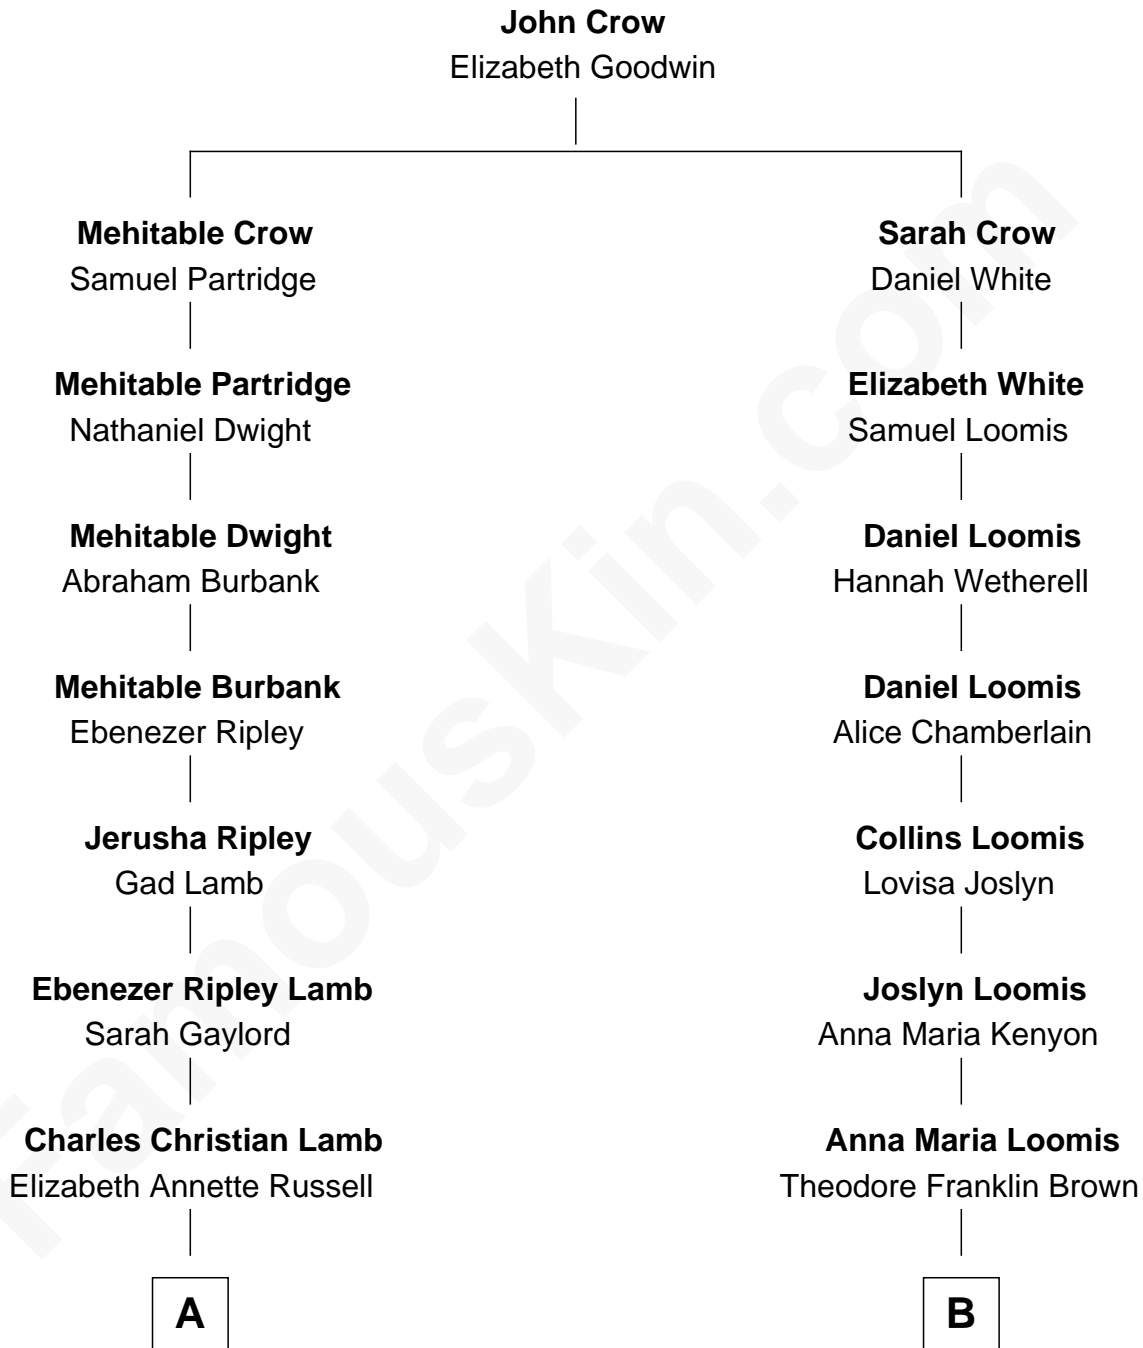 John Crow
Elizabeth Goodwin
Mehitable Crow
Samuel Partridge
Sarah Crow
Daniel White
Mehitable Partridge
Nathaniel Dwight
Elizabeth White
Samuel Loomis
Mehitable Dwight
Abraham Burbank
Daniel Loomis
Hannah Wetherell
Mehitable Burbank
Ebenezer Ripley
Daniel Loomis
Alice Chamberlain
Jerusha Ripley
Gad Lamb
Collins Loomis
Lovisa Joslyn
Ebenezer Ripley Lamb
Sarah Gaylord
Joslyn Loomis
Anna Maria Kenyon
Charles Christian Lamb
Elizabeth Annette Russell
Anna Maria Loomis
Theodore Franklin Brown
A
B
FamousKin.com